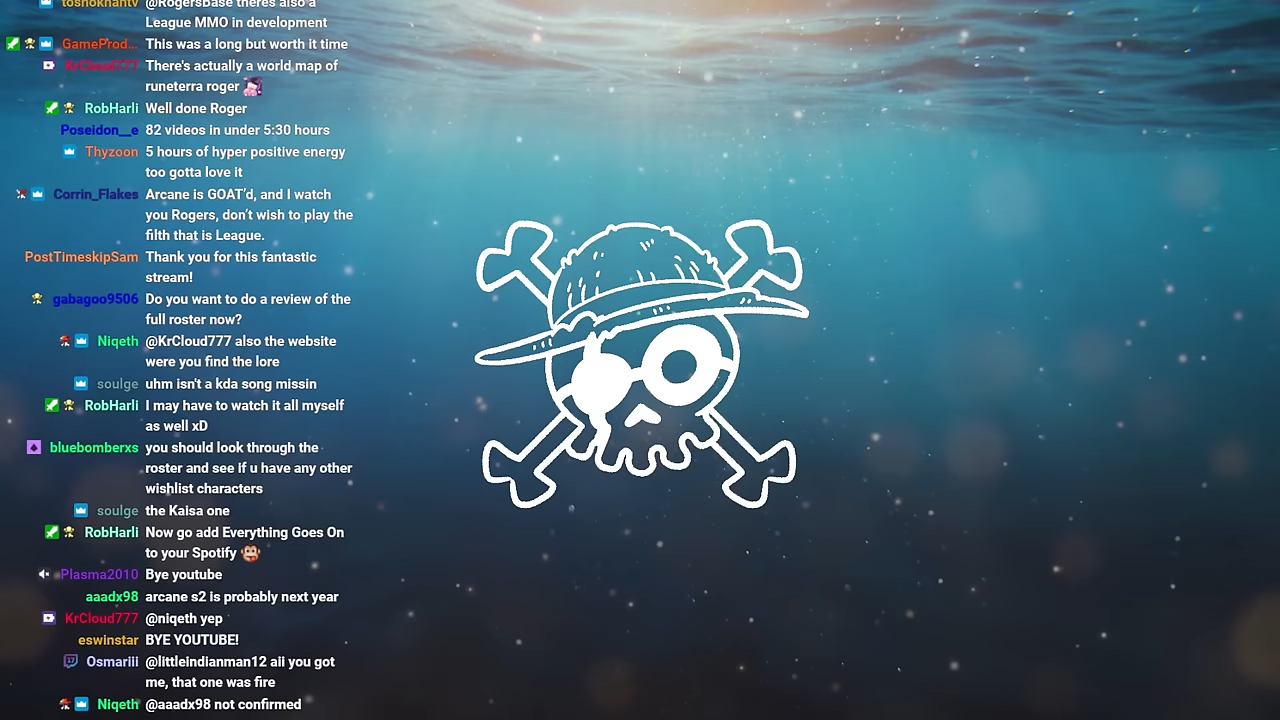 toshokhantv @RogersBase theres also a
League MMO in development
GameProd... This was a long but worth it time
KrCloud777 There's actually a world map of
runeterra roger
RobHarli Well done Roger
Poseidon__e 82 videos in under 5:30 hours
Thyzoon 5 hours of hyper positive energy
too gotta love it
Corrin_Flakes Arcane is GOAT'd, and I watch
you Rogers, don't wish to play the
filth that is League.
PostTimeskipSam Thank you for this fantastic
stream!
gabagoo9506 Do you want to do a review of the
full roster now?
Niqeth @KrCloud777 also the website
were you find the lore
soulge uhm isn't a kda song missin
RobHarli I may have to watch it all myself
as well xD
bluebomberxs you should look through the
roster and see if u have any other
wishlist characters
soulge the Kaisa one
RobHarli Now go add Everything Goes On
to your Spotify
Plasma2010 Bye youtube
aaadx98 arcane s2 is probably next year
KrCloud777 @niqeth yep
eswinstar BYE YOUTUBE!
Osmariii @littleindianman12 aii you got
me, that one was fire
Niqeth @aaadx98 not confirmed